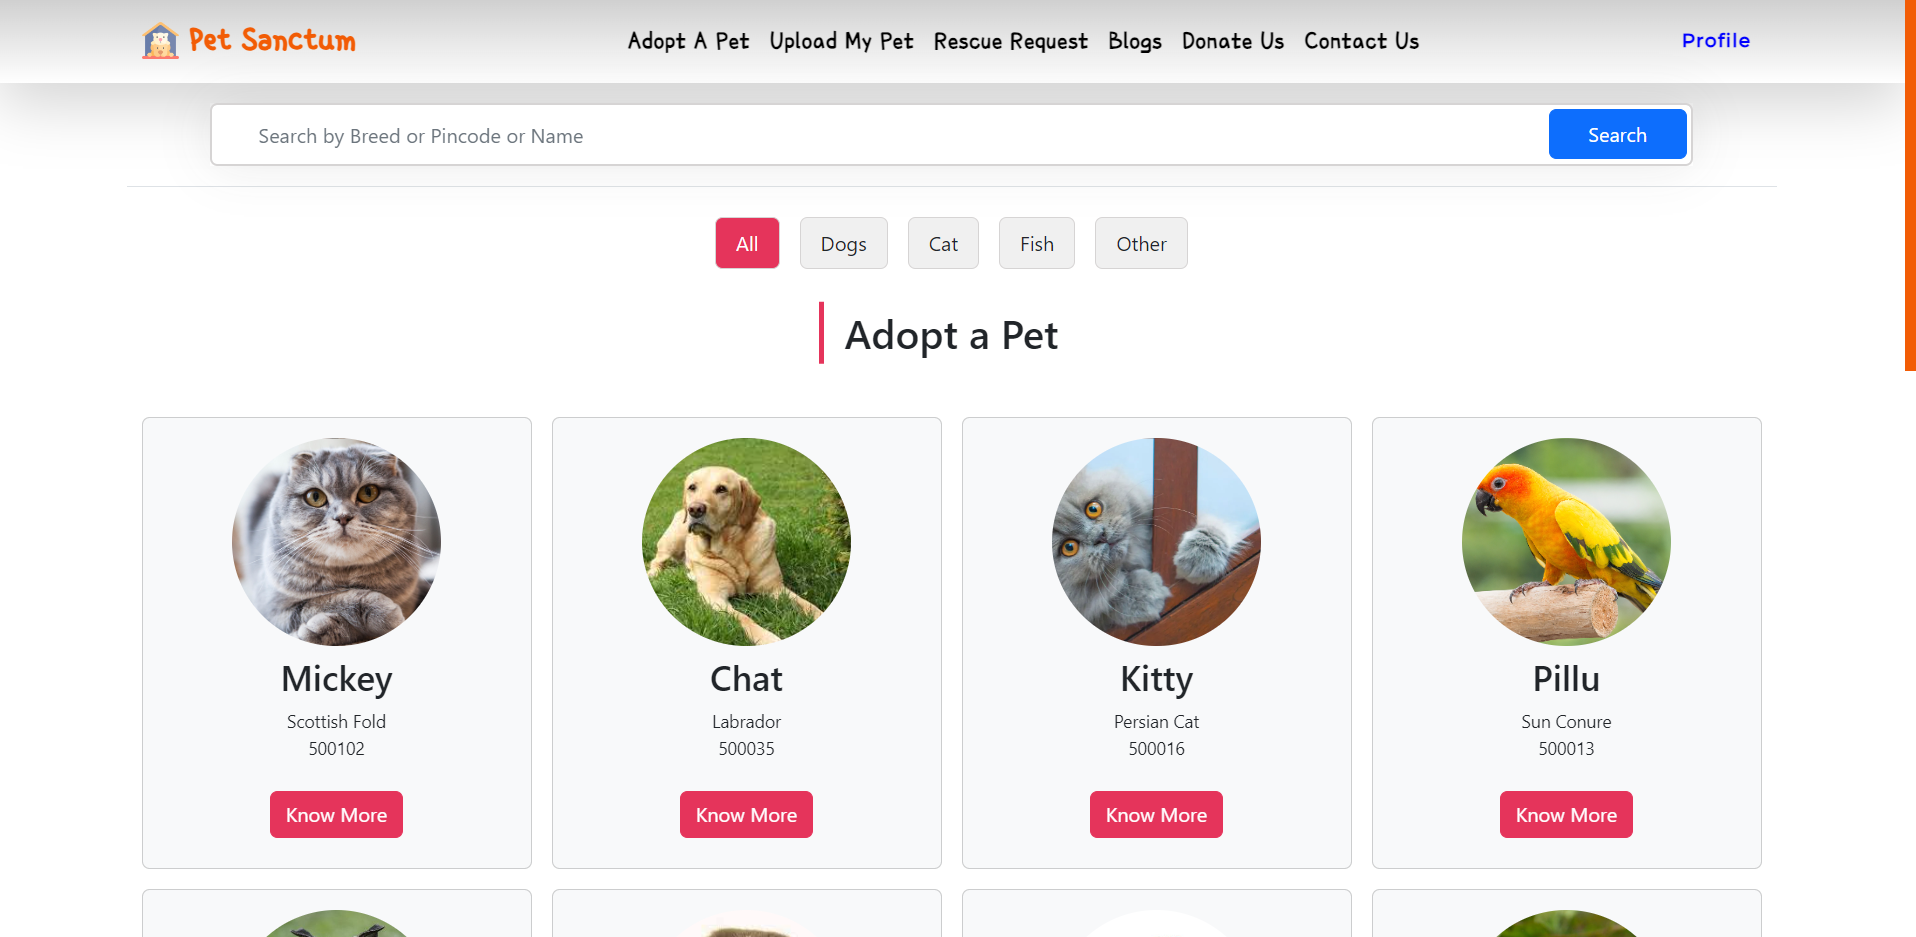 Pet Sanctum
Adopt A Pet Upload My Pet Rescue Request Blogs Donate Us Contact Us
Profile
Search by Breed or Pincode or Name
Search
All Dogs Cat Fish Other
Adopt a Pet
Mickey
Scottish Fold
500102
Know More
Chat
Labrador
500035
Know More
Kitty
Persian Cat
500016
Know More
Pillu
Sun Conure
500013
Know More